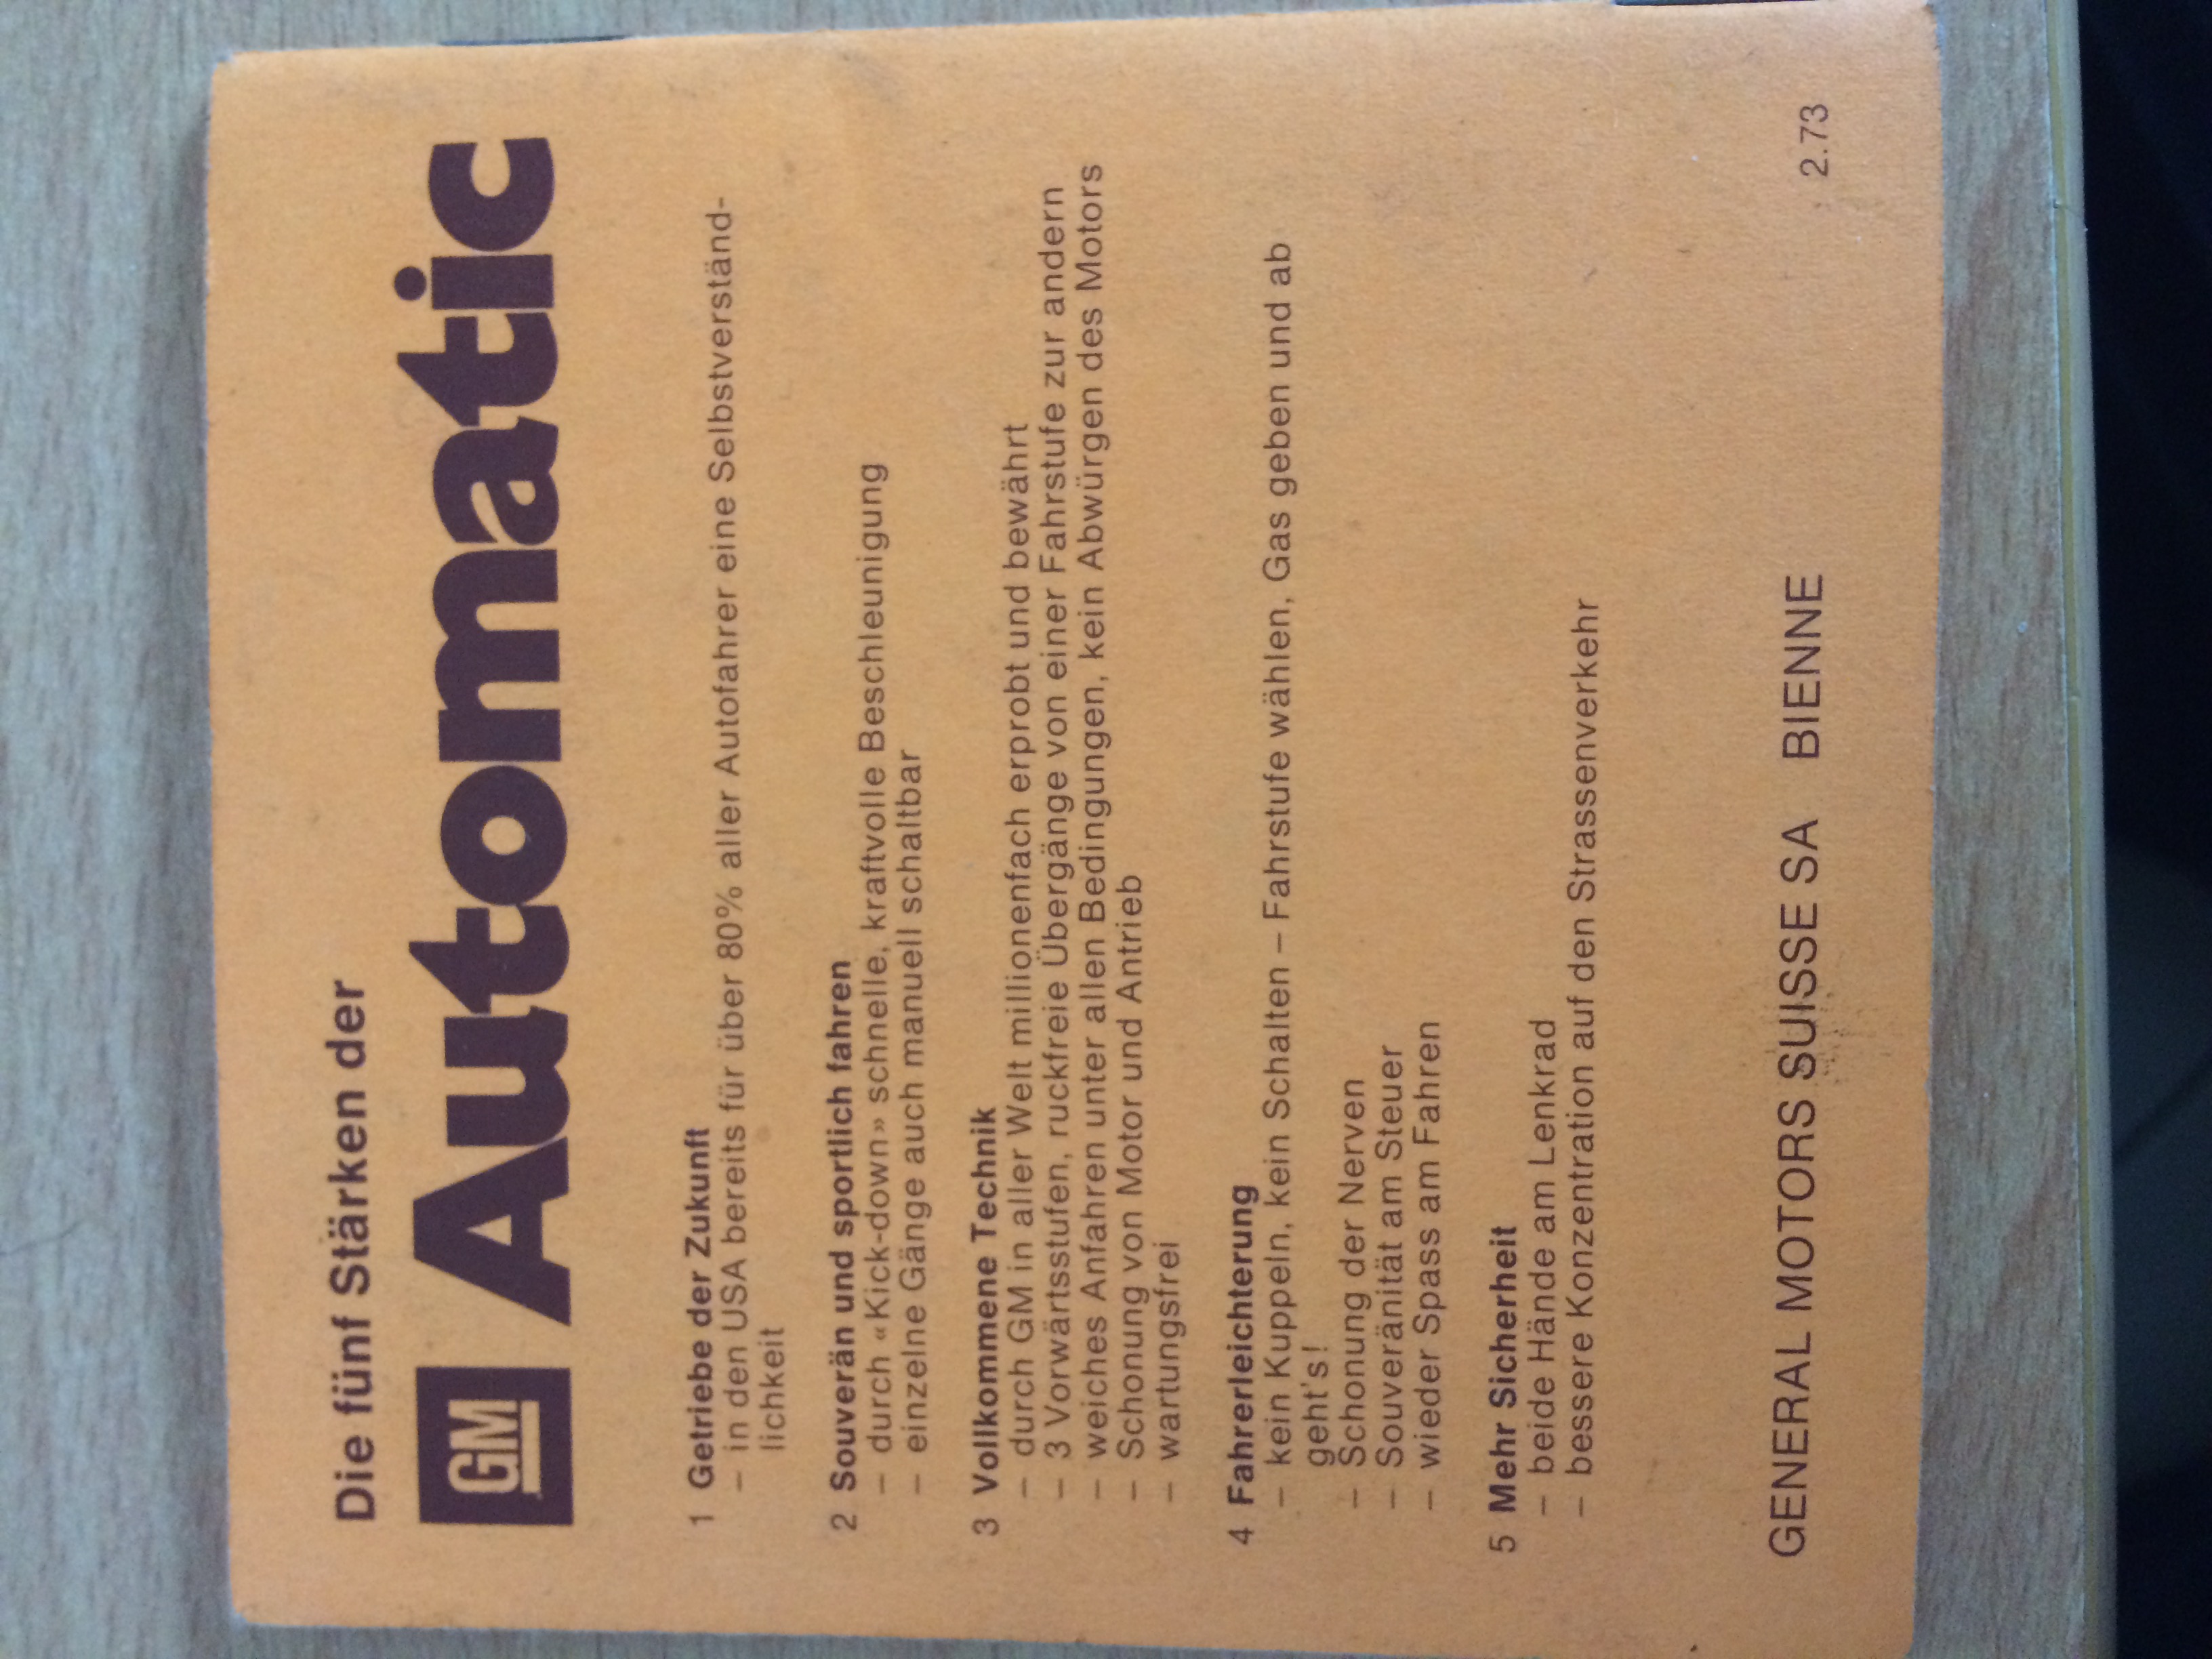 Die fünf Stärken der
GM Automatic
1 Getriebe der Zukunft
– in den USA bereits für über 80% aller Autofahrer eine Selbstverständ-
lichkeit
2 Souverän und sportlich fahren
– durch «Kick-down» schnelle, kraftvolle Beschleunigung
– einzelne Gänge auch manuell schaltbar
3 Vollkommene Technik
– durch GM in aller Welt millionenfach erprobt und bewährt
– 3 Vorwärtsstufen, ruckfreie Übergänge von einer Fahrstufe zur andern
– weiches Anfahren unter allen Bedingungen, kein Abwürgen des Motors
– Schonung von Motor und Antrieb
– wartungsfrei
4 Fahrerleichterung
– kein Kuppeln, kein Schalten – Fahrstufe wählen, Gas geben und ab
geht's!
– Schonung der Nerven
– Souveränität am Steuer
– wieder Spass am Fahren
5 Mehr Sicherheit
– beide Hände am Lenkrad
– bessere Konzentration auf den Strassenverkehr
GENERAL MOTORS SUISSE SA BIENNE 2.73